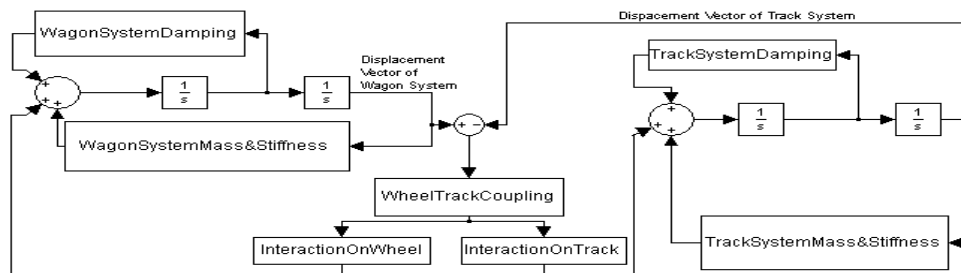 Dispacement Vector of Track System
WagonSystemDamping
TrackSystemDamping
Displacement
Vector of
Wagon System
+
+
+
1
s
1
s
+ −
+
+
+
1
s
1
s
WagonSystemMass&Stiffness
WheelTrackCoupling
InteractionOnWheel
InteractionOnTrack
TrackSystemMass&Stiffness